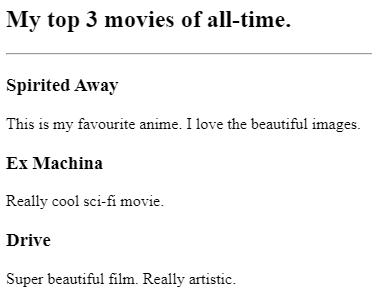 My top 3 movies of all-time.
Spirited Away
This is my favourite anime. I love the beautiful images.
Ex Machina
Really cool sci-fi movie.
Drive
Super beautiful film. Really artistic.